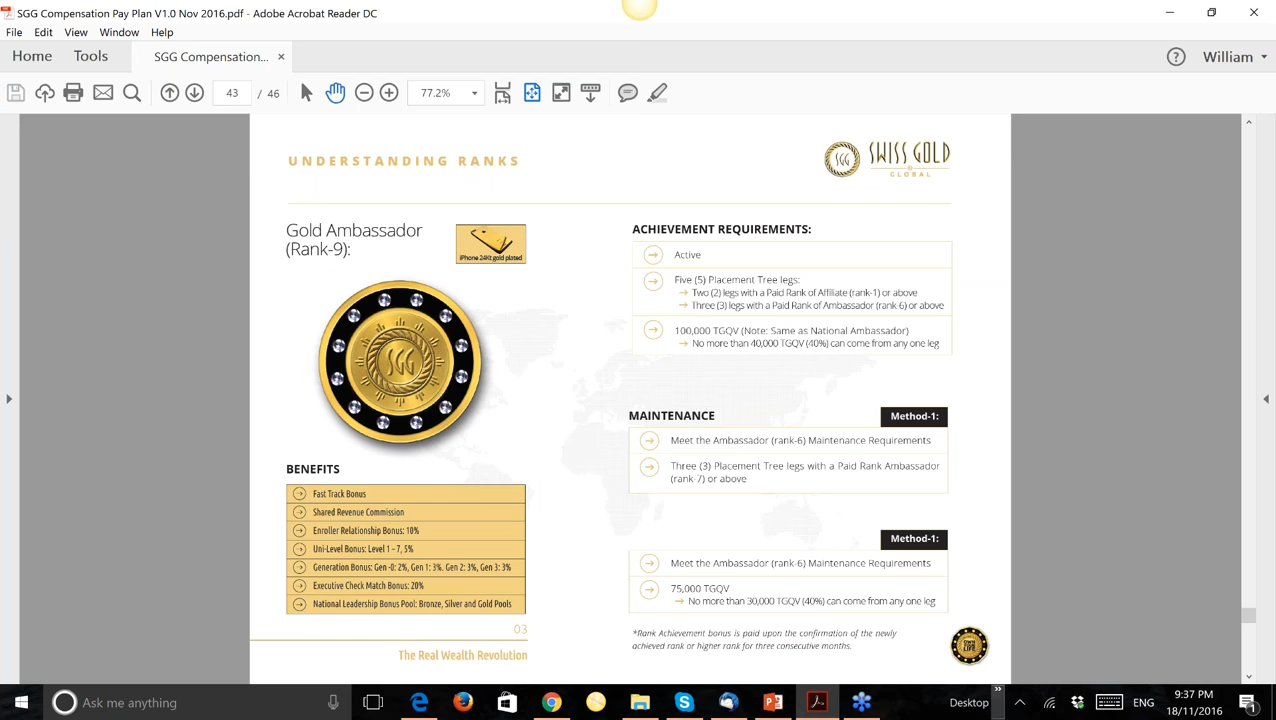 SGG Compensation Pay Plan V1.0 Nov 2016.pdf - Adobe Acrobat Reader DC
File Edit View Window Help
Home Tools SGG Compensation... × William
43 / 46 77.2%
UNDERSTANDING RANKS
SGG SWISS GOLD
GLOBAL
Gold Ambassador
(Rank-9):
iPhone 24Kt gold plated
SGG
BENEFITS
Fast Track Bonus
Shared Revenue Commission
Enroller Relationship Bonus: 10%
Uni-Level Bonus: Level 1 – 7, 5%
Generation Bonus: Gen -0: 2%, Gen 1: 3%. Gen 2: 3%, Gen 3: 3%
Executive Check Match Bonus: 20%
National Leadership Bonus Pool: Bronze, Silver and Gold Pools
03
The Real Wealth Revolution
ACHIEVEMENT REQUIREMENTS:
Active
Five (5) Placement Tree legs:
Two (2) legs with a Paid Rank of Affiliate (rank-1) or above
Three (3) legs with a Paid Rank of Ambassador (rank-6) or above
100,000 TGQV (Note: Same as National Ambassador)
No more than 40,000 TGQV (40%) can come from any one leg
MAINTENANCE
Method-1:
Meet the Ambassador (rank-6) Maintenance Requirements
Three (3) Placement Tree legs with a Paid Rank Ambassador
(rank-7) or above
Method-1:
Meet the Ambassador (rank-6) Maintenance Requirements
75,000 TGQV
No more than 30,000 TGQV (40%) can come from any one leg
*Rank Achievement bonus is paid upon the confirmation of the newly
achieved rank or higher rank for three consecutive months.
OWN
LIFE
Ask me anything
Desktop
ENG
9:37 PM
18/11/2016
1